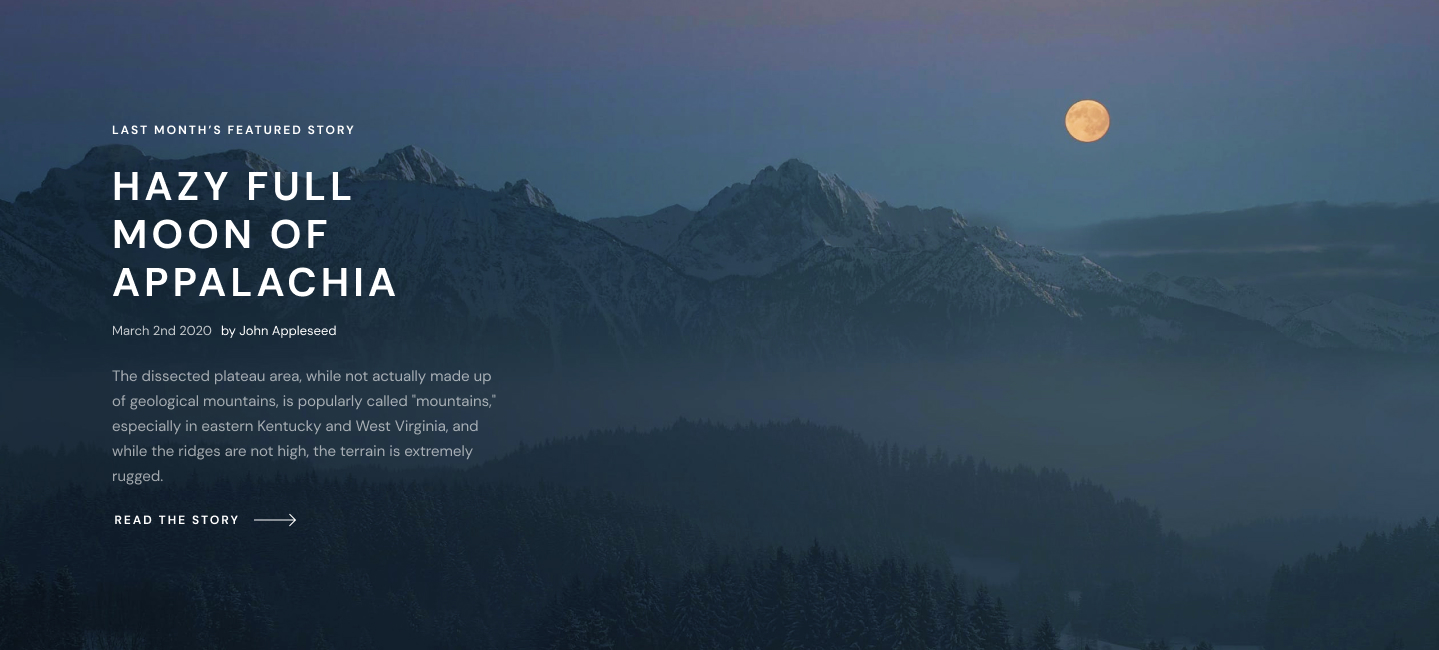 LAST MONTH’S FEATURED STORY
HAZY FULL
MOON OF
APPALACHIA
March 2nd 2020 by John Appleseed
The dissected plateau area, while not actually made up
of geological mountains, is popularly called "mountains,"
especially in eastern Kentucky and West Virginia, and
while the ridges are not high, the terrain is extremely
rugged.
READ THE STORY